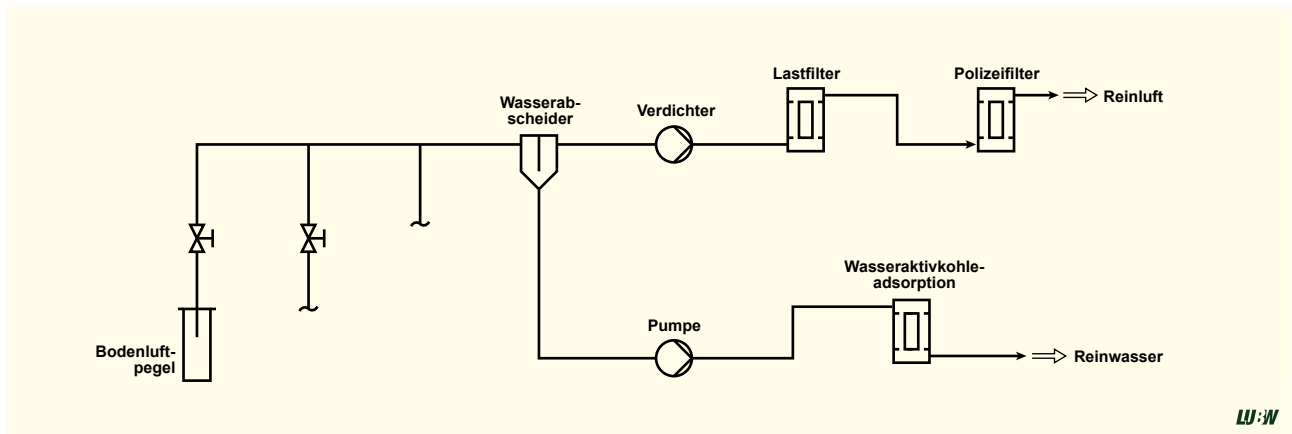 Lastfilter
Polizeifilter
Reinluft
Wasserab-
scheider
Verdichter
Wasseraktivkohle-
adsorption
Pumpe
Bodenluft-
pegel
Reinwasser
LUBW